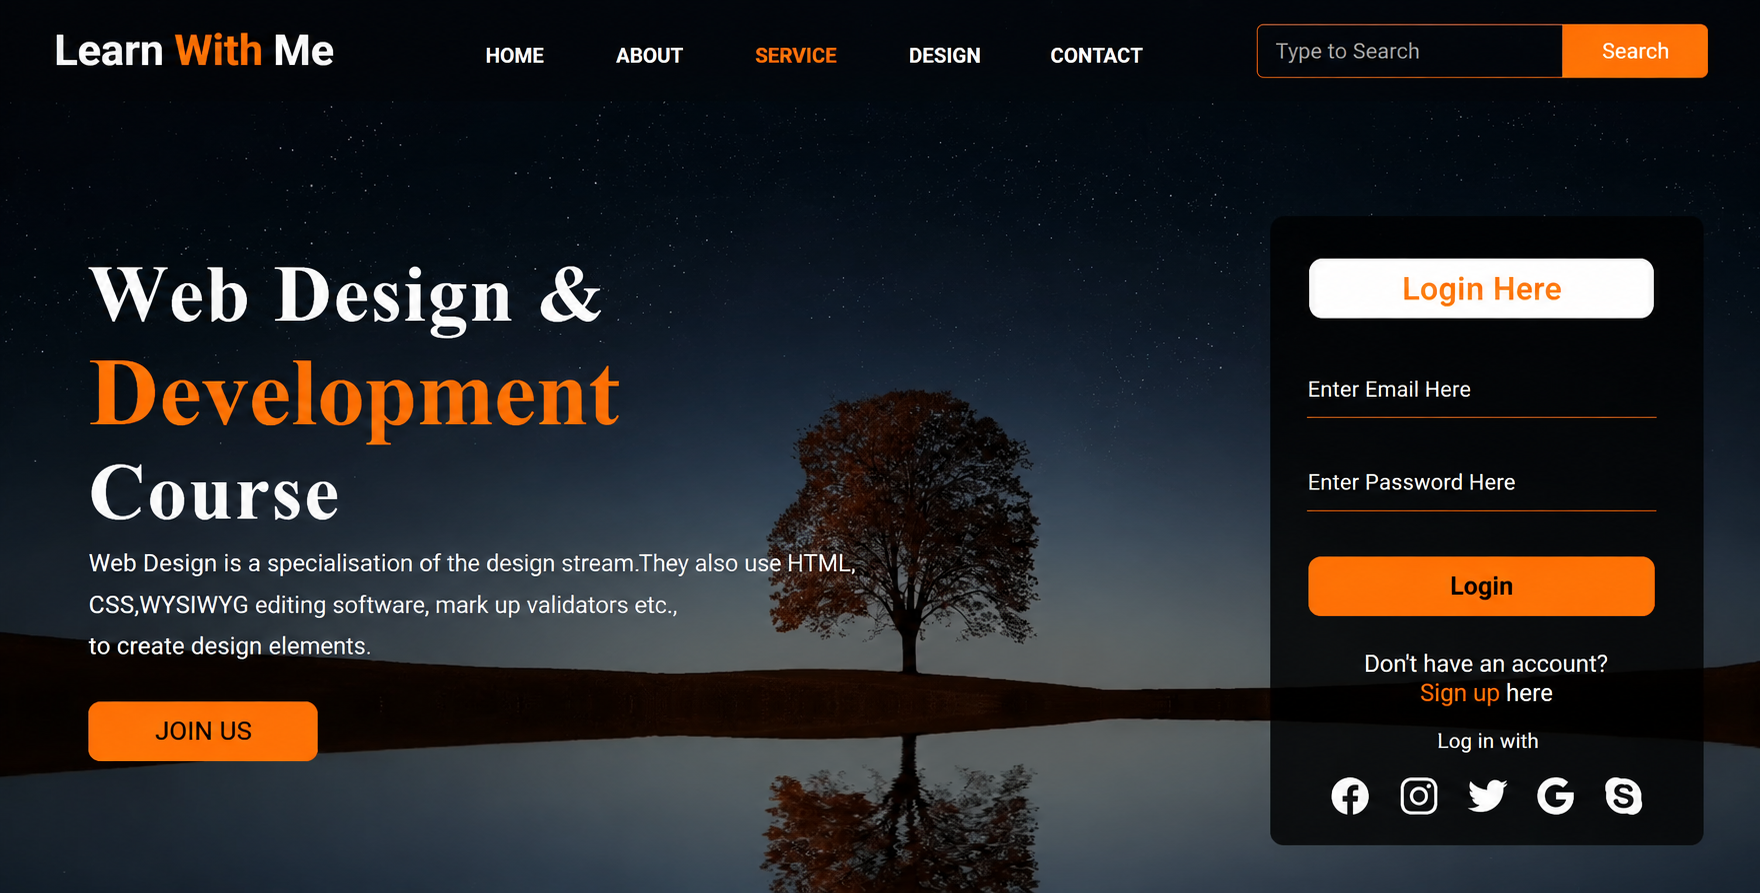 Learn With Me
HOME ABOUT SERVICE DESIGN CONTACT
Type to Search Search
Web Design &
Development
Course
Web Design is a specialisation of the design stream.They also use HTML,
CSS,WYSIWYG editing software, mark up validators etc.,
to create design elements.
JOIN US
Login Here
Enter Email Here
Enter Password Here
Login
Don't have an account?
Sign up here
Log in with